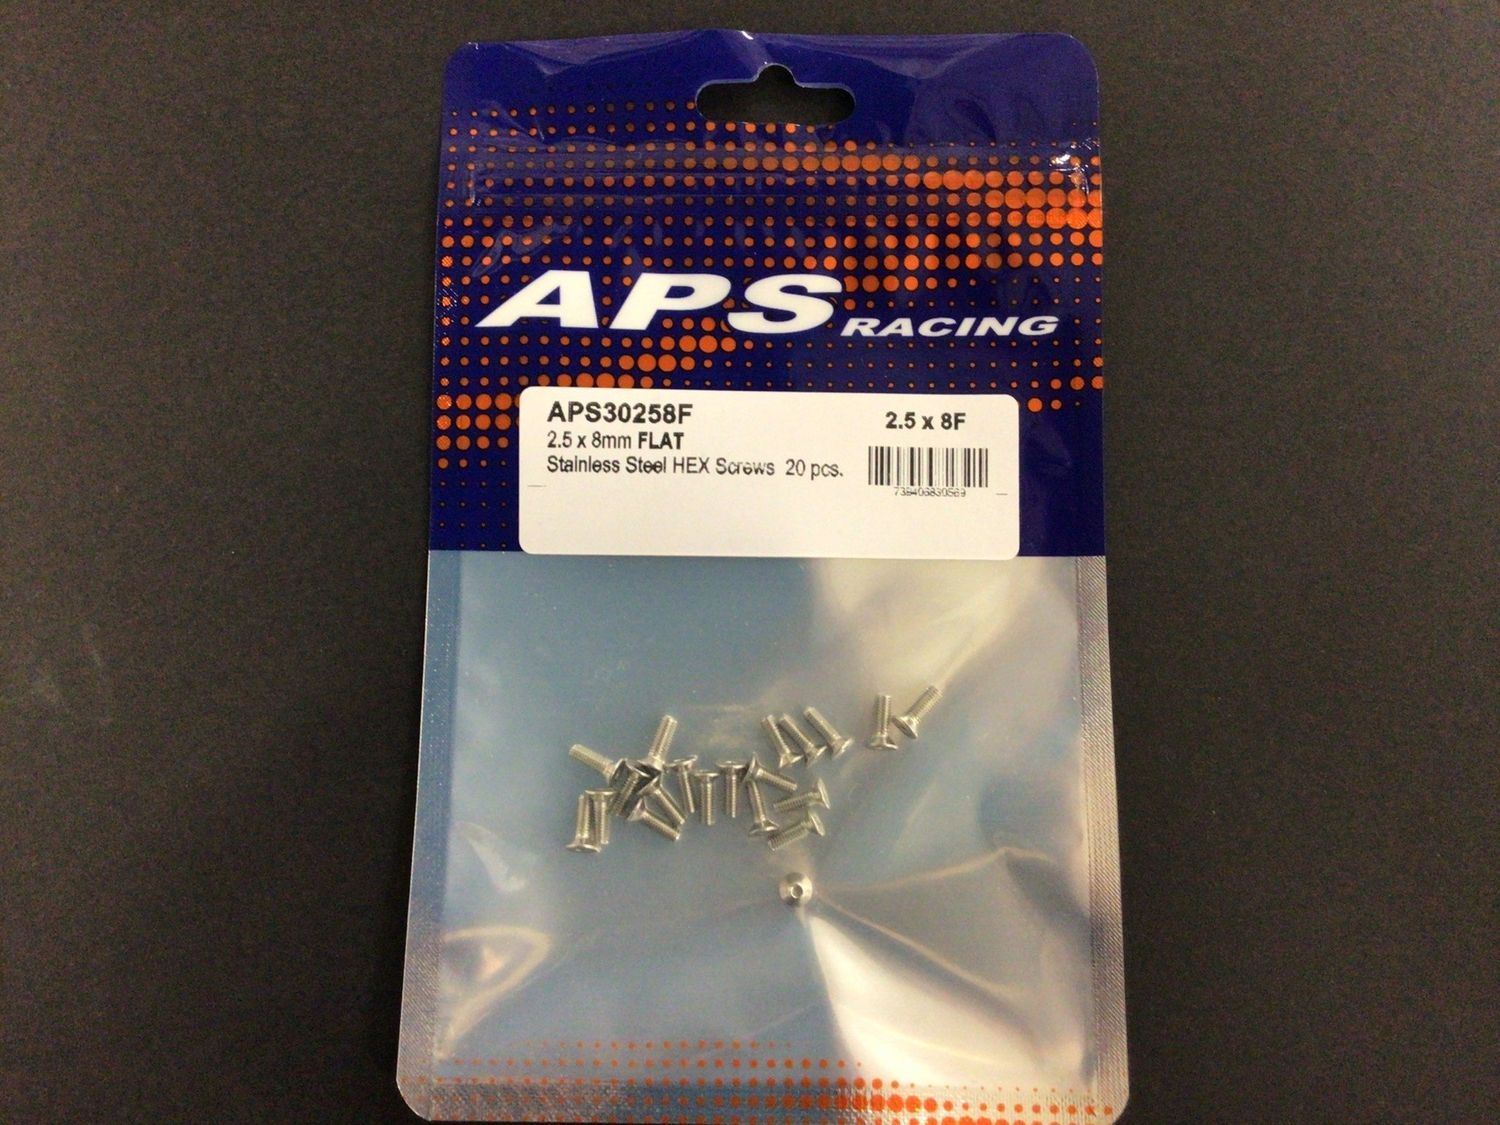 APS RACING
APS30258F 2.5 x 8F
2.5 x 8mm FLAT
Stainless Steel HEX Screws 20 pcs.